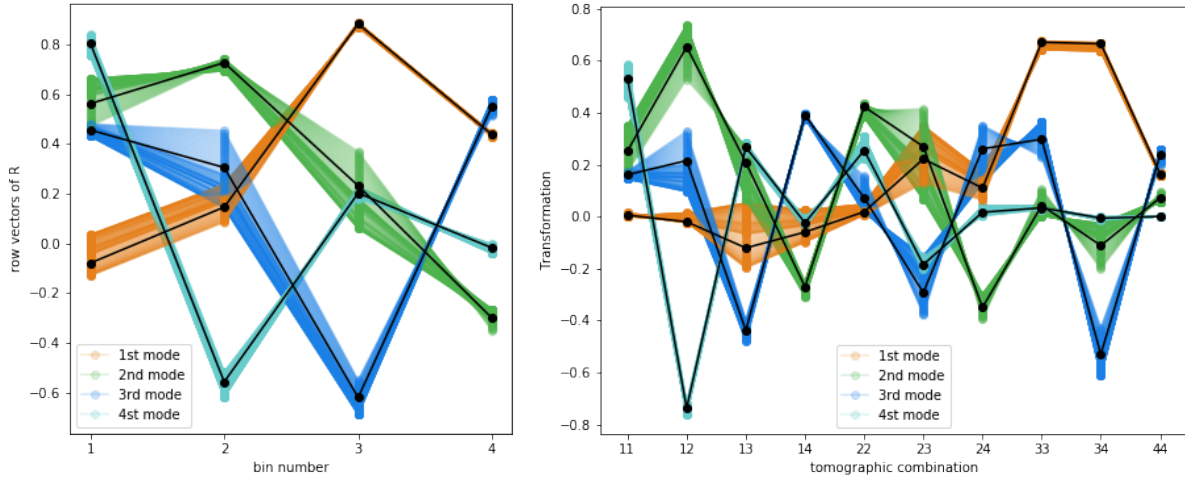 row vectors of R
0.8
0.6
0.4
0.2
0.0
−0.2
−0.4
−0.6
1st mode
2nd mode
3rd mode
4st mode
1 2 3 4
bin number
Transformation
0.8
0.6
0.4
0.2
0.0
−0.2
−0.4
−0.6
−0.8
1st mode
2nd mode
3rd mode
4st mode
11 12 13 14 22 23 24 33 34 44
tomographic combination